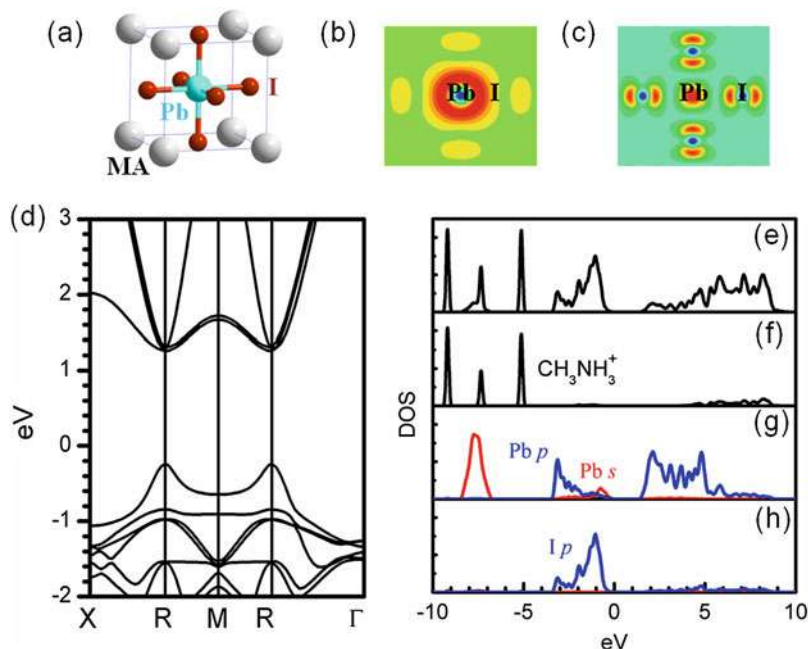 (a)
I
Pb
MA
(b)
Pb I
(c)
Pb I
(d)
3
2
1
0
-1
-2
eV
X R M R Γ
(e)
(f)
CH₃NH₃⁺
(g)
Pb p
Pb s
(h)
I p
DOS
-10 -5 0 5 10
eV